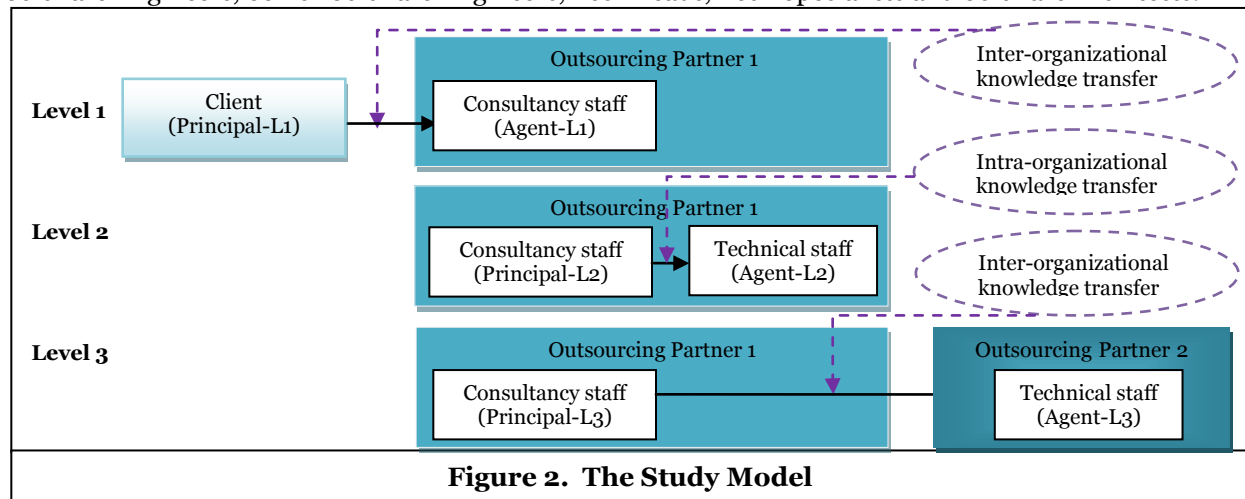 Outsourcing Partner 1
Inter-organizational
knowledge transfer
Level 1
Client
(Principal-L1)
Consultancy staff
(Agent-L1)
Intra-organizational
knowledge transfer
Outsourcing Partner 1
Level 2
Consultancy staff
(Principal-L2)
Technical staff
(Agent-L2)
Inter-organizational
knowledge transfer
Level 3
Outsourcing Partner 1
Outsourcing Partner 2
Consultancy staff
(Principal-L3)
Technical staff
(Agent-L3)
Figure 2. The Study Model